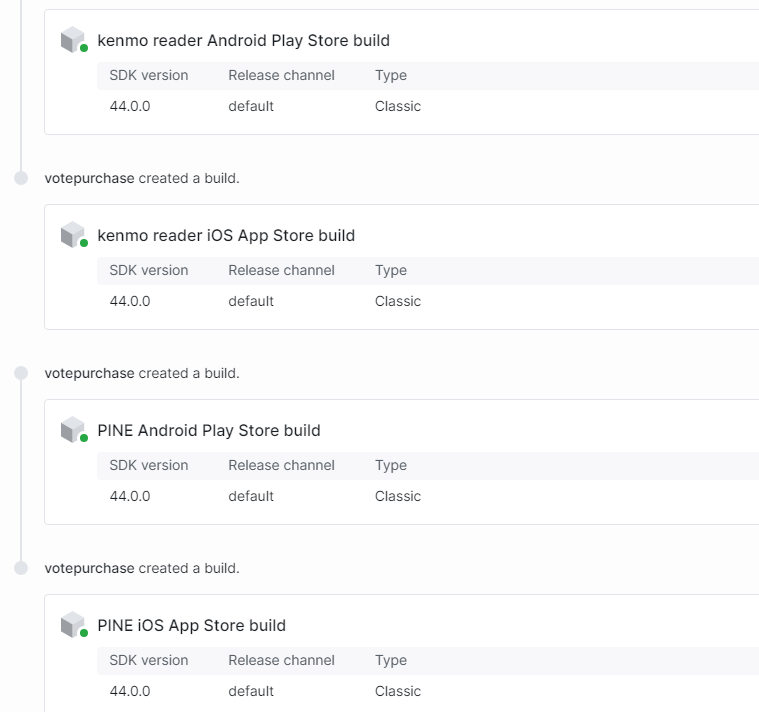 kenmo reader Android Play Store build
SDK version Release channel Type
44.0.0 default Classic
votepurchase created a build.
kenmo reader iOS App Store build
SDK version Release channel Type
44.0.0 default Classic
votepurchase created a build.
PINE Android Play Store build
SDK version Release channel Type
44.0.0 default Classic
votepurchase created a build.
PINE iOS App Store build
SDK version Release channel Type
44.0.0 default Classic